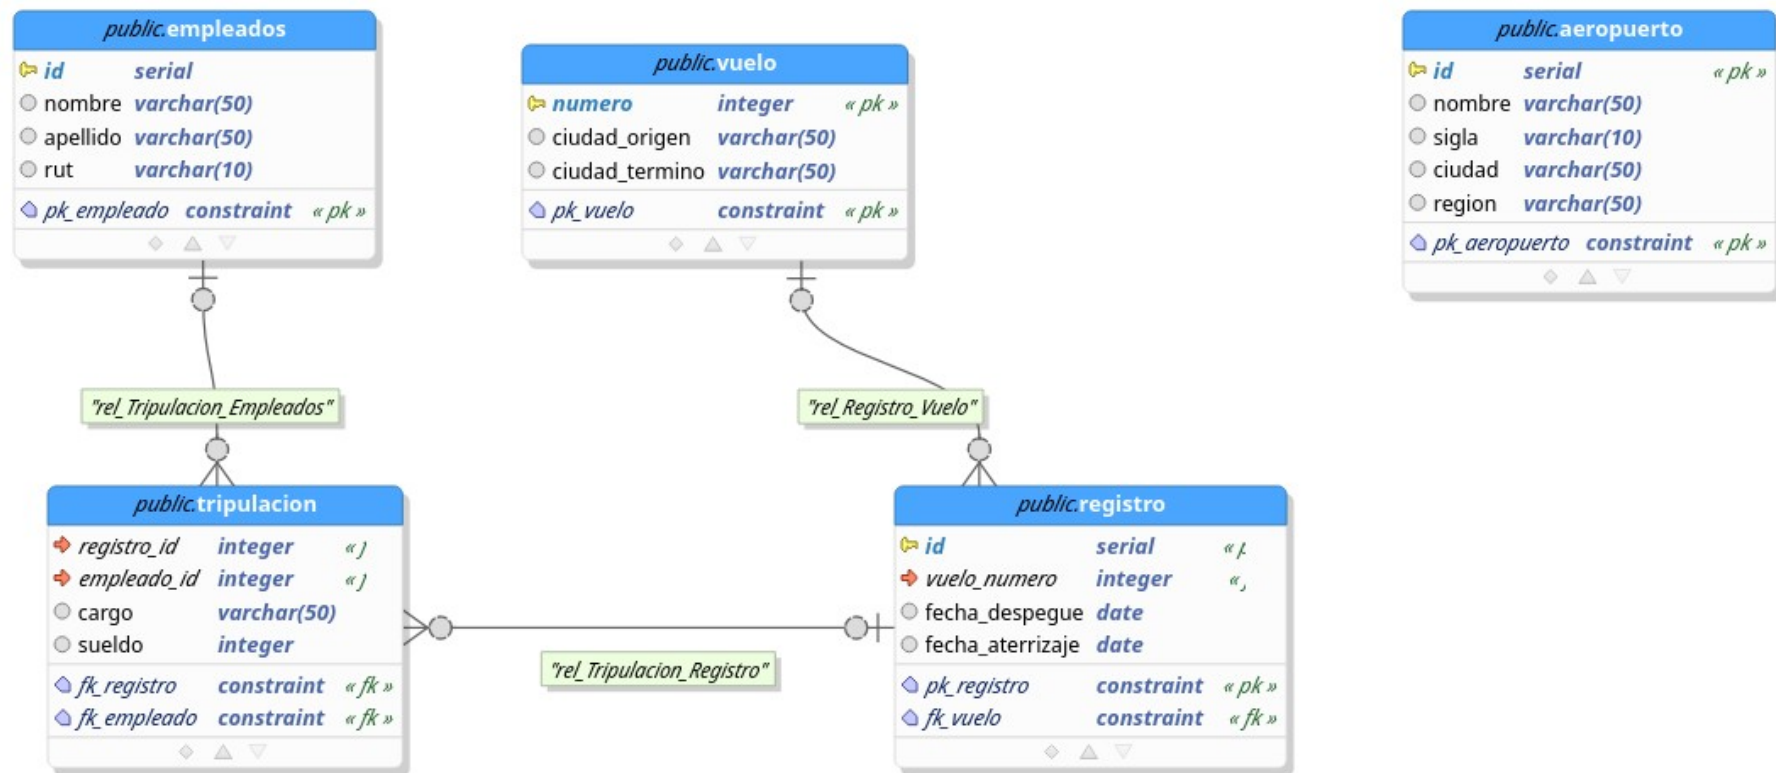 public.empleados
id serial
nombre varchar(50)
apellido varchar(50)
rut varchar(10)
pk_empleado constraint « pk »
public.vuelo
numero integer « pk »
ciudad_origen varchar(50)
ciudad_termino varchar(50)
pk_vuelo constraint « pk »
public.aeropuerto
id serial « pk »
nombre varchar(50)
sigla varchar(10)
ciudad varchar(50)
region varchar(50)
pk_aeropuerto constraint « pk »
"rel_Tripulacion_Empleados"
"rel_Registro_Vuelo"
public.tripulacion
registro_id integer «
empleado_id integer «
cargo varchar(50)
sueldo integer
fk_registro constraint « fk »
fk_empleado constraint « fk »
"rel_Tripulacion_Registro"
public.registro
id serial «
vuelo_numero integer «
fecha_despegue date
fecha_aterrizaje date
pk_registro constraint « pk »
fk_vuelo constraint « fk »